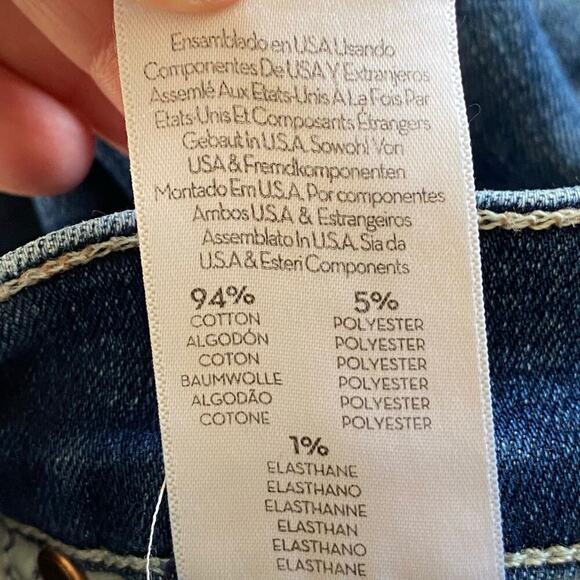 Ensamblado en USA Usando
Componentes De USA Y Extranjeros
Assemlé Aux Etats-Unis A La Fois Par
Etats-Unis Et Composants Étrangers
Gebaut in U.S.A. Sowohl Von
USA & Fremdkomponenten
Montado Em U.S.A. Por componentes
Ambos U.S.A & Estrangeiros
Assemblato In U.S.A. Sia da
U.S.A & Esteri Components
94% 5%
COTTON POLYESTER
ALGODÓN POLYESTER
COTON POLYESTER
BAUMWOLLE POLYESTER
ALGODÃO POLYESTER
COTONE POLYESTER
1%
ELASTHANE
ELASTHANO
ELASTHANNE
ELASTHAN
ELASTHANO
ELASTHANE